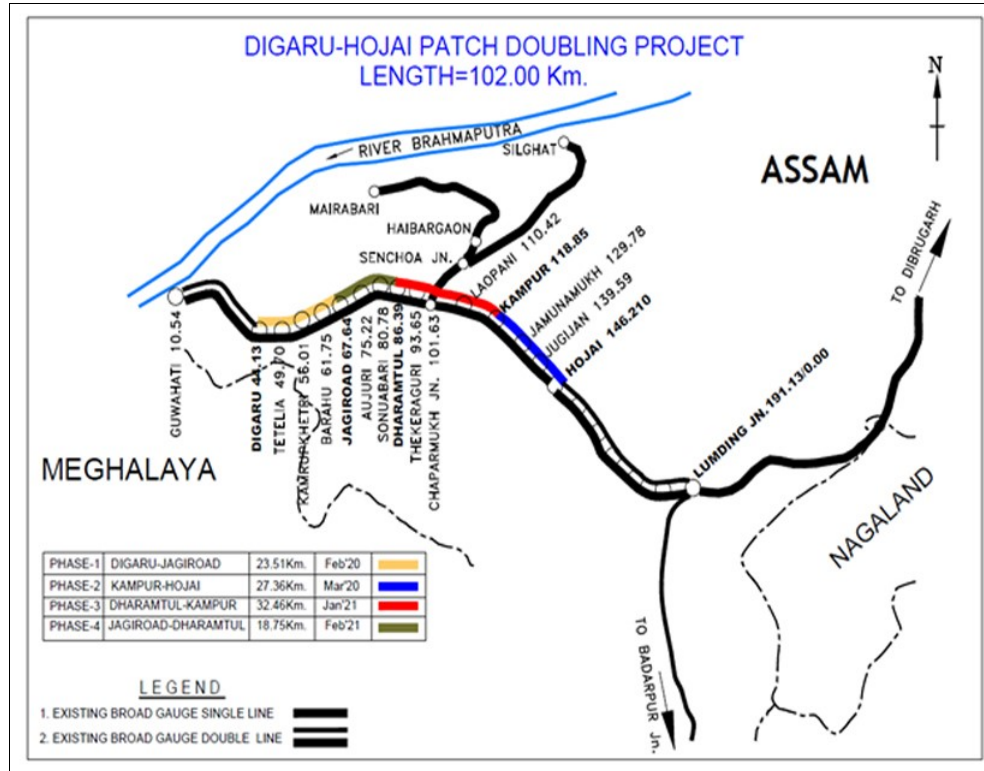 DIGARU-HOJAI PATCH DOUBLING PROJECT
LENGTH=102.00 Km.
N
RIVER BRAHMAPUTRA
SILGHAT
ASSAM
MAIRABARI
HAIBARGAON
SENCHOA JN.
LAOPANI 110.42
KAMPUR 118.85
JAMUNAMUKH 129.78
JUGIJAN 139.59
HOJAI 146.210
TO DIBRUGARH
GUWAHATI 10.54
DIGARU 44.13
TETELIA 49.70
KAMRUPKHETRI 56.01
BARAHU 61.75
JAGIROAD 67.64
AUJURI 75.22
SONUABARI 80.78
DHARAMTUL 86.39
THEKERAGURI 93.65
CHAPARMUKH JN. 101.63
LUMDING JN.191.13/0.00
MEGHALAYA
NAGALAND
TO BADARPUR Jn.
PHASE-1 DIGARU-JAGIROAD 23.51Km. Feb'20
PHASE-2 KAMPUR-HOJAI 27.36Km. Mar'20
PHASE-3 DHARAMTUL-KAMPUR 32.46Km. Jan'21
PHASE-4 JAGIROAD-DHARAMTUL 18.75Km. Feb'21
LEGEND
1. EXISTING BROAD GAUGE SINGLE LINE
2. EXISTING BROAD GAUGE DOUBLE LINE